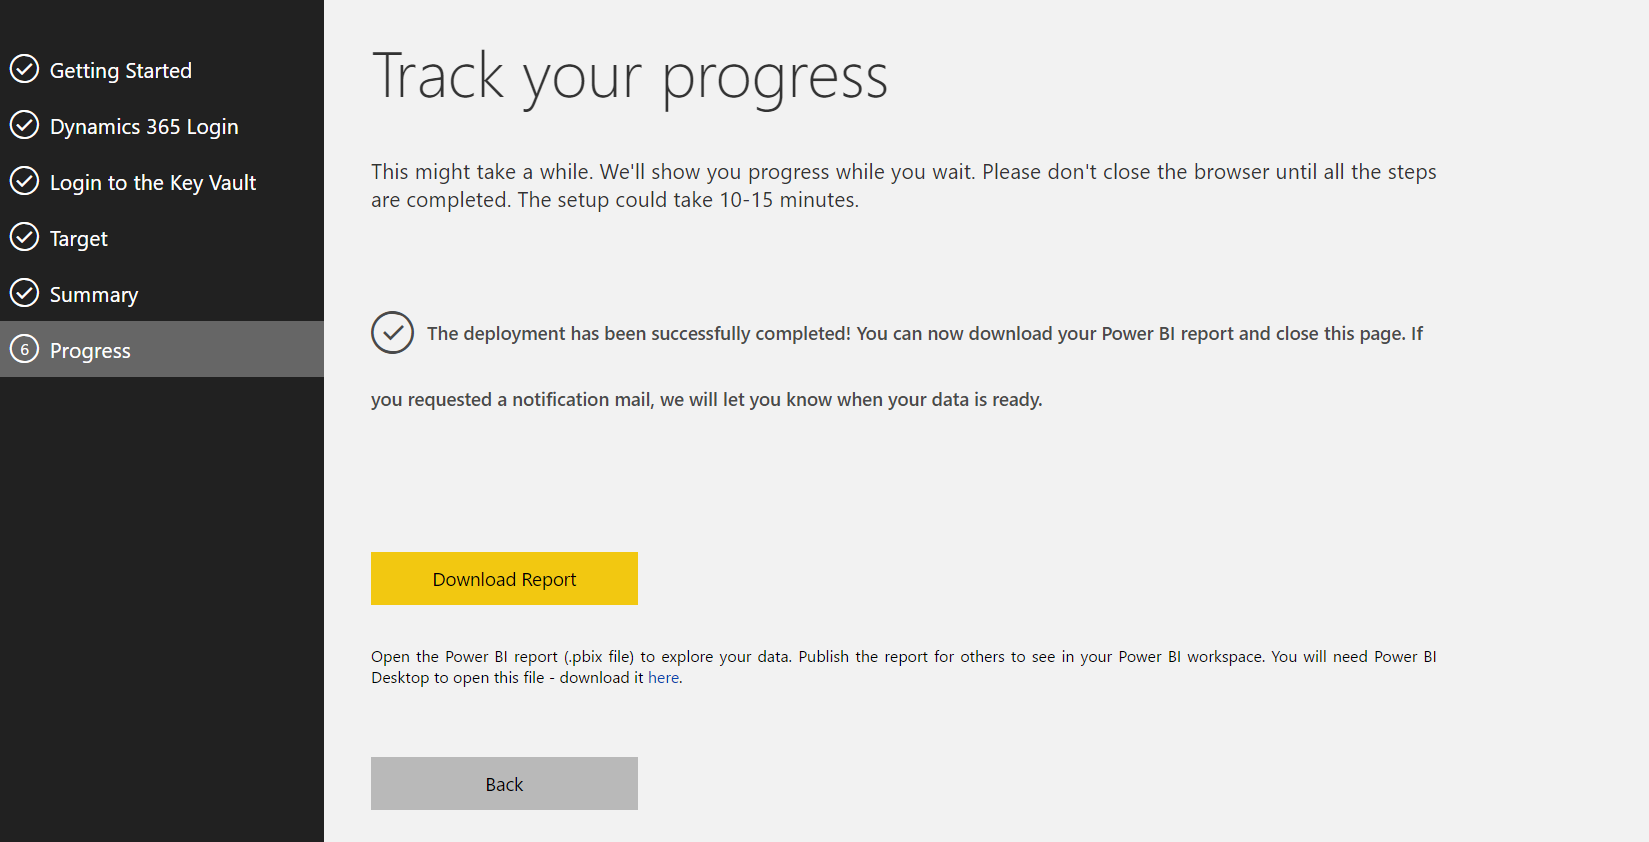 Getting Started
Dynamics 365 Login
Login to the Key Vault
Target
Summary
6 Progress
Track your progress
This might take a while. We'll show you progress while you wait. Please don't close the browser until all the steps
are completed. The setup could take 10-15 minutes.
The deployment has been successfully completed! You can now download your Power BI report and close this page. If
you requested a notification mail, we will let you know when your data is ready.
Download Report
Open the Power BI report (.pbix file) to explore your data. Publish the report for others to see in your Power BI workspace. You will need Power BI
Desktop to open this file - download it here.
Back